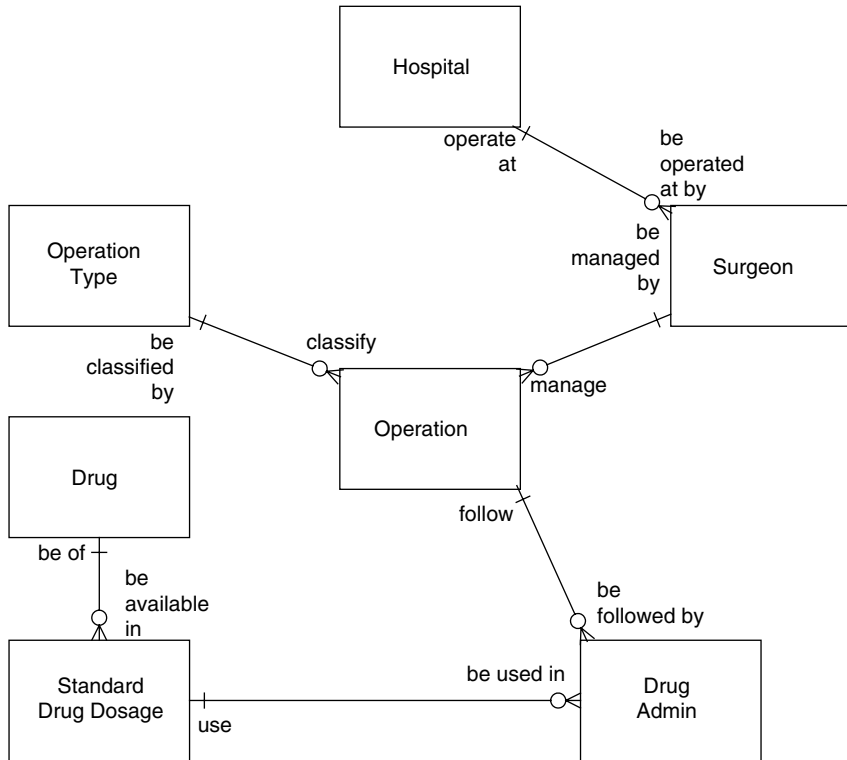 Hospital
operate
at
be
operated
at by
be
managed
by
Surgeon
Operation
Type
be
classified
by
classify
manage
Operation
Drug
follow
be of
be
available
in
be
followed by
Standard
Drug Dosage
use
be used in
Drug
Admin